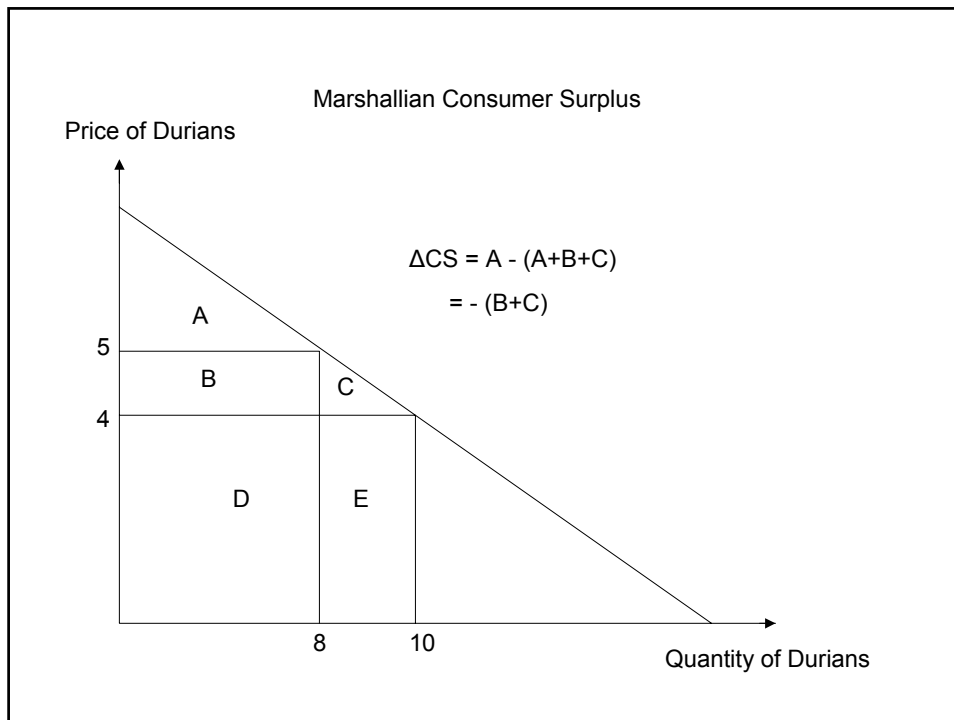 Marshallian Consumer Surplus
Price of Durians
ΔCS = A - (A+B+C)
= - (B+C)
A
5
B
C
4
D
E
8
10
Quantity of Durians